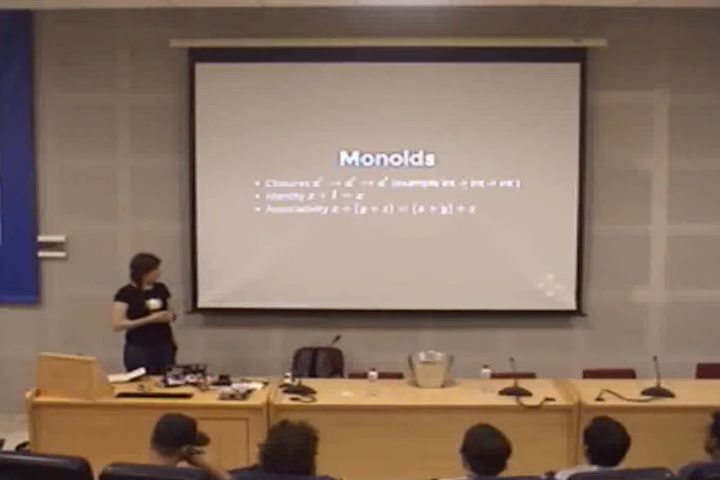 Monoids
• Closures a' → a' → a' (example int → int → int)
• Identity x + I = x
• Associativity x + (y + z) = (x + y) + z